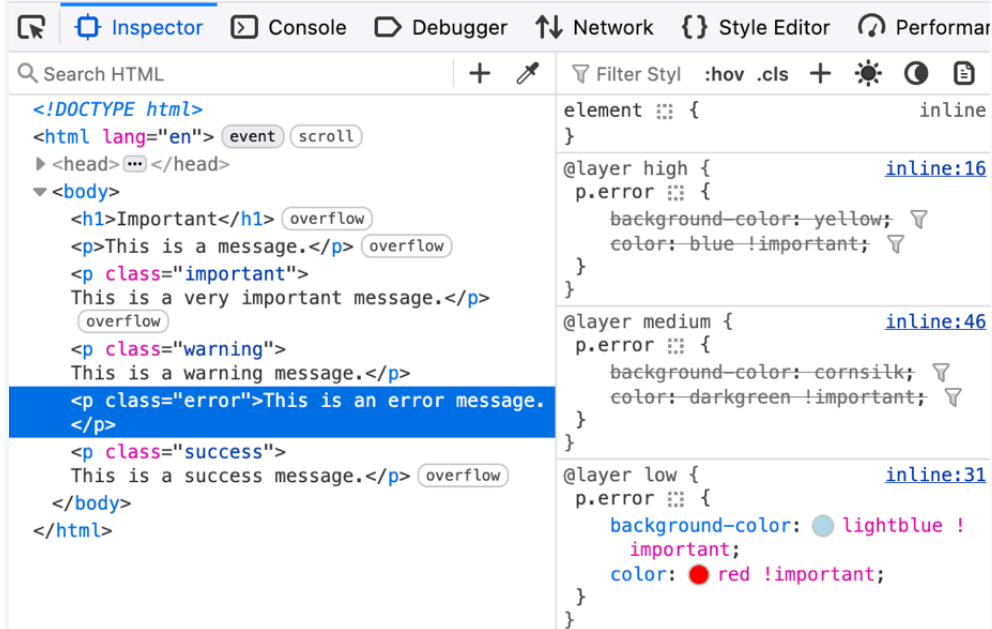 Inspector Console Debugger Network Style Editor Performan
Search HTML
<!DOCTYPE html>
<html lang="en"> event scroll
<head> ••• </head>
<body>
<h1>Important</h1> overflow
<p>This is a message.</p> overflow
<p class="important">
This is a very important message.</p>
overflow
<p class="warning">
This is a warning message.</p>
<p class="error">This is an error message.
</p>
<p class="success">
This is a success message.</p> overflow
</body>
</html>
Filter Styl :hov .cls
element { inline
}
@layer high { inline:16
p.error {
background-color: yellow;
color: blue !important;
}
}
@layer medium { inline:46
p.error {
background-color: cornsilk;
color: darkgreen !important;
}
}
@layer low { inline:31
p.error {
background-color: lightblue !
important;
color: red !important;
}
}